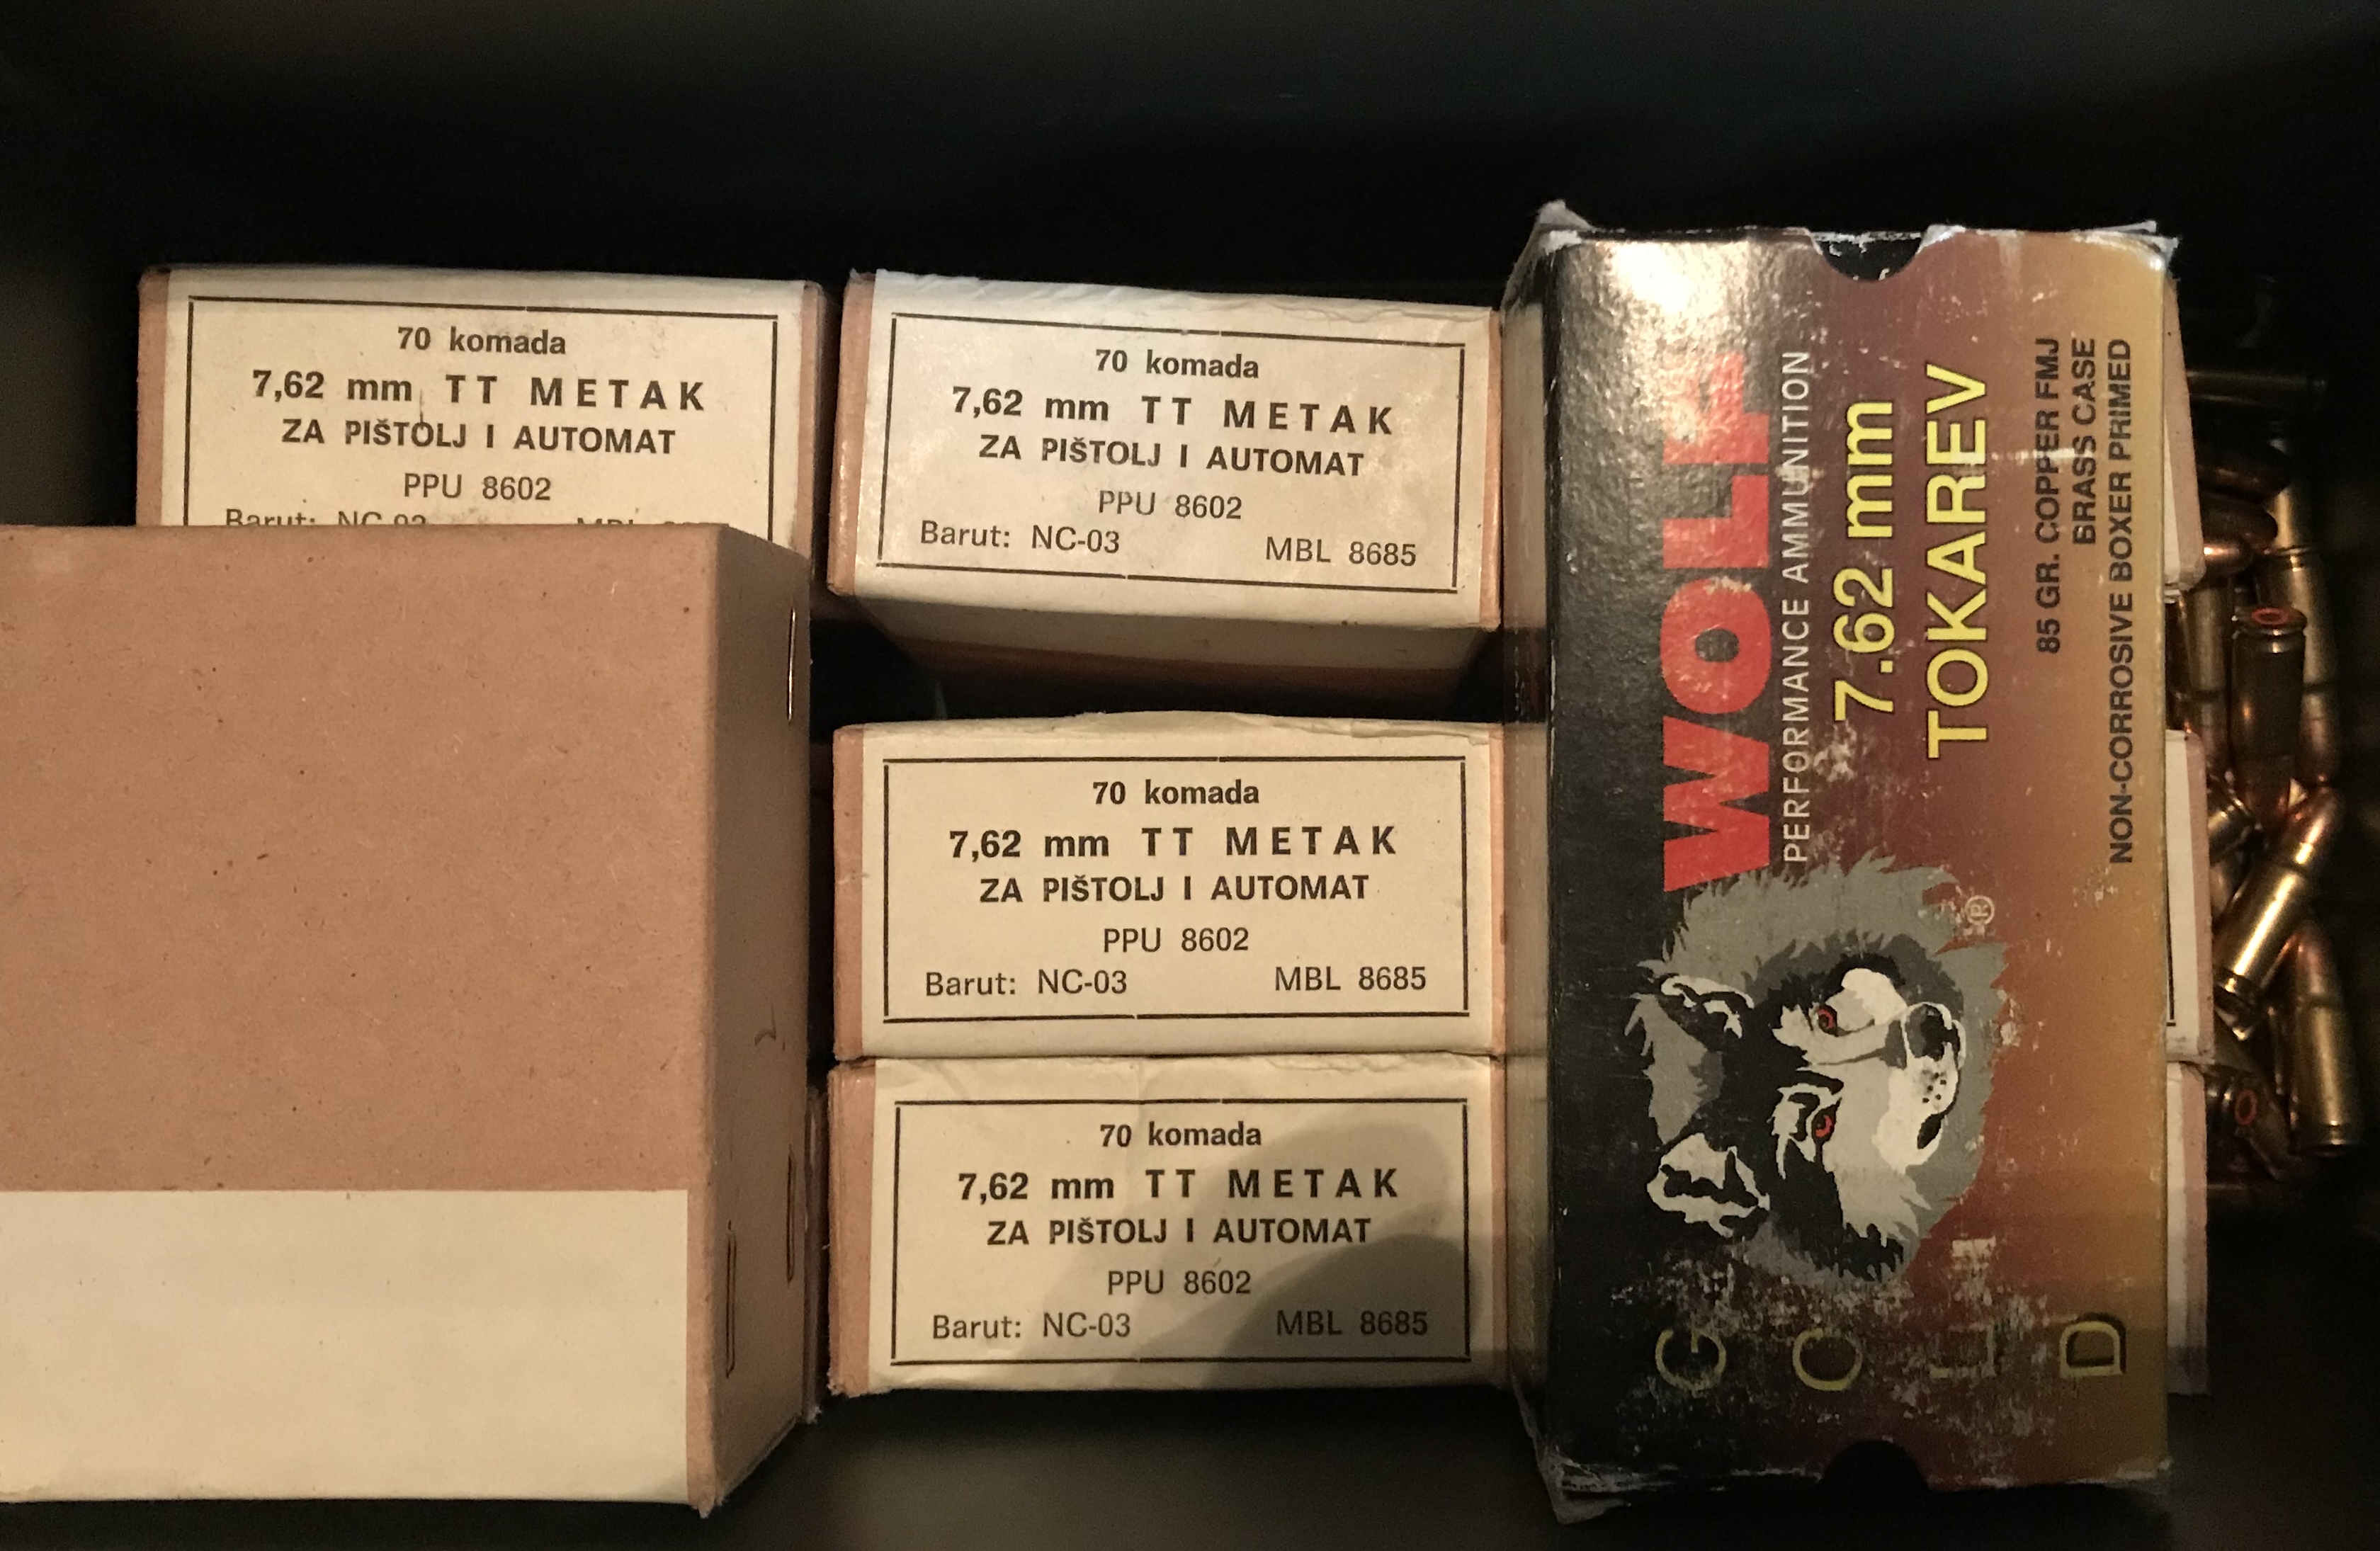 70 komada
7,62 mm TT METAK
ZA PIŠTOLJ I AUTOMAT
PPU 8602
Barut: NC-03
70 komada
7,62 mm TT METAK
ZA PIŠTOLJ I AUTOMAT
PPU 8602
Barut: NC-03 MBL 8685
70 komada
7,62 mm TT METAK
ZA PIŠTOLJ I AUTOMAT
PPU 8602
Barut: NC-03 MBL 8685
70 komada
7,62 mm TT METAK
ZA PIŠTOLJ I AUTOMAT
PPU 8602
Barut: NC-03 MBL 8685
WOLF
PERFORMANCE AMMUNITION
7.62 mm
TOKAREV
85 GR. COPPER FMJ
BRASS CASE
NON-CORROSIVE BOXER PRIMED
®
GOLD